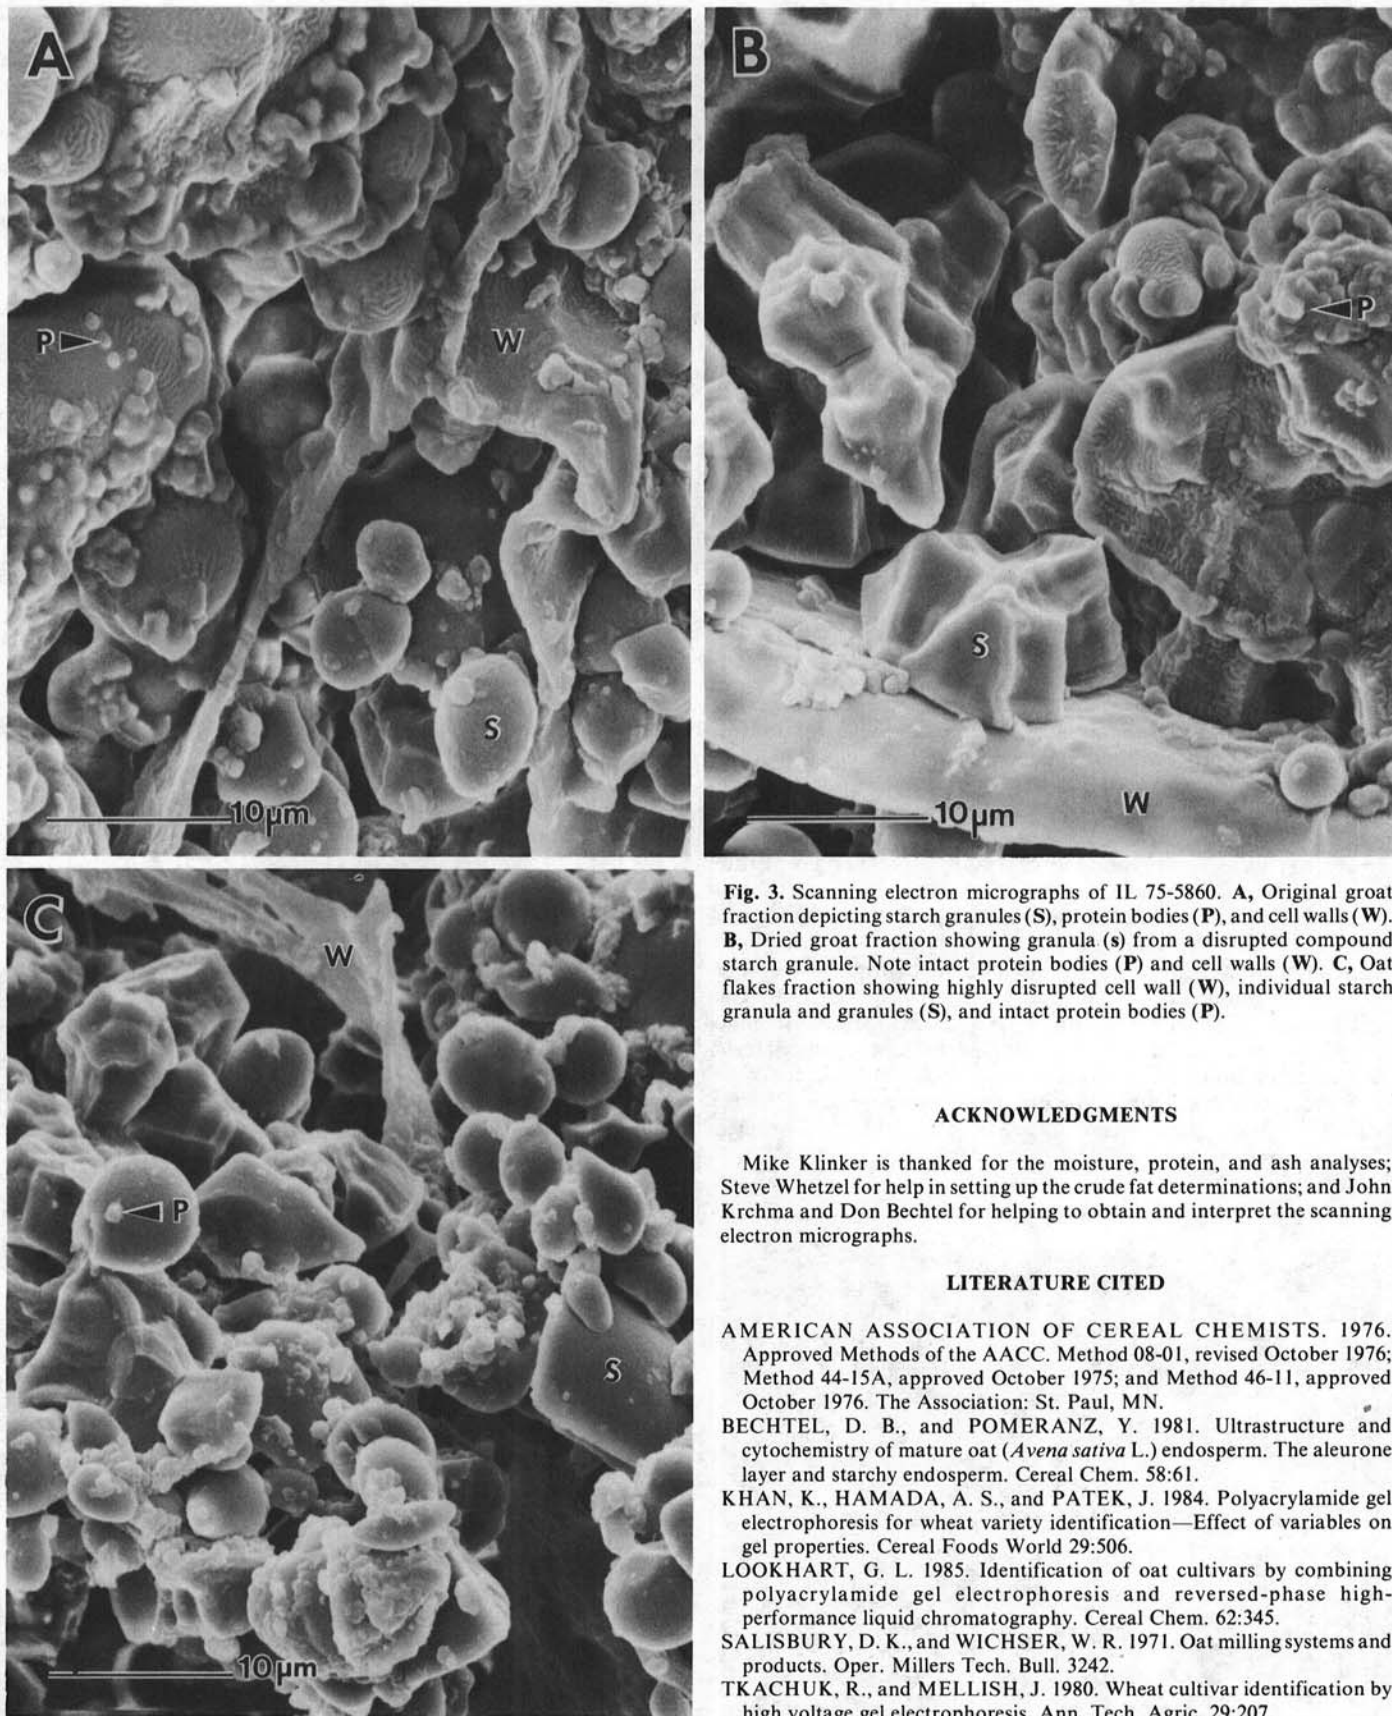 A
P
W
S
10µm
B
P
S
W
10µm
C
W
P
S
10µm
Fig. 3. Scanning electron micrographs of IL 75-5860. A, Original groat
fraction depicting starch granules (S), protein bodies (P), and cell walls (W).
B, Dried groat fraction showing granula (s) from a disrupted compound
starch granule. Note intact protein bodies (P) and cell walls (W). C, Oat
flakes fraction showing highly disrupted cell wall (W), individual starch
granula and granules (S), and intact protein bodies (P).
ACKNOWLEDGMENTS
Mike Klinker is thanked for the moisture, protein, and ash analyses;
Steve Whetzel for help in setting up the crude fat determinations; and John
Krchma and Don Bechtel for helping to obtain and interpret the scanning
electron micrographs.
LITERATURE CITED
AMERICAN ASSOCIATION OF CEREAL CHEMISTS. 1976.
Approved Methods of the AACC. Method 08-01, revised October 1976;
Method 44-15A, approved October 1975; and Method 46-11, approved
October 1976. The Association: St. Paul, MN.
BECHTEL, D. B., and POMERANZ, Y. 1981. Ultrastructure and
cytochemistry of mature oat (Avena sativa L.) endosperm. The aleurone
layer and starchy endosperm. Cereal Chem. 58:61.
KHAN, K., HAMADA, A. S., and PATEK, J. 1984. Polyacrylamide gel
electrophoresis for wheat variety identification—Effect of variables on
gel properties. Cereal Foods World 29:506.
LOOKHART, G. L. 1985. Identification of oat cultivars by combining
polyacrylamide gel electrophoresis and reversed-phase high-
performance liquid chromatography. Cereal Chem. 62:345.
SALISBURY, D. K., and WICHSER, W. R. 1971. Oat milling systems and
products. Oper. Millers Tech. Bull. 3242.
TKACHUK, R., and MELLISH, J. 1980. Wheat cultivar identification by
high voltage gel electrophoresis. Ann. Tech. Agric. 29:207.